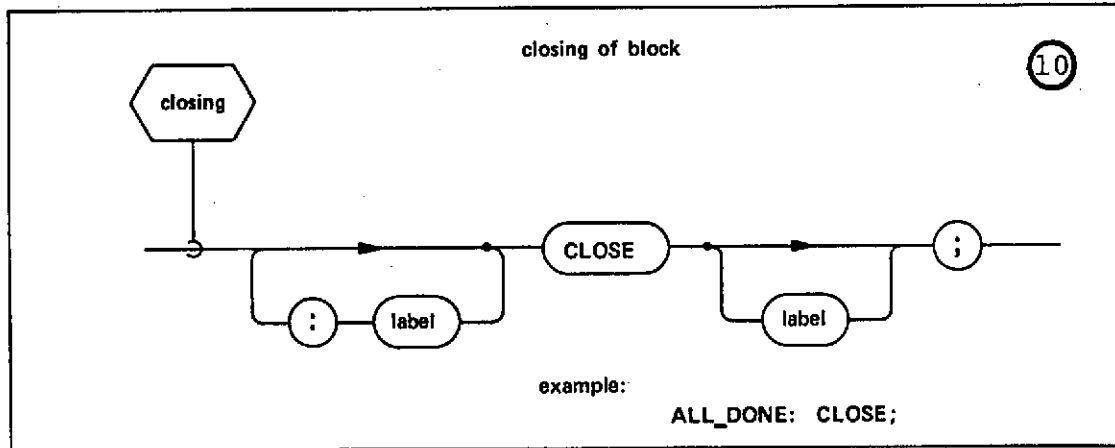 closing of block
10
closing
CLOSE
;
: label
label
example:
ALL_DONE: CLOSE;